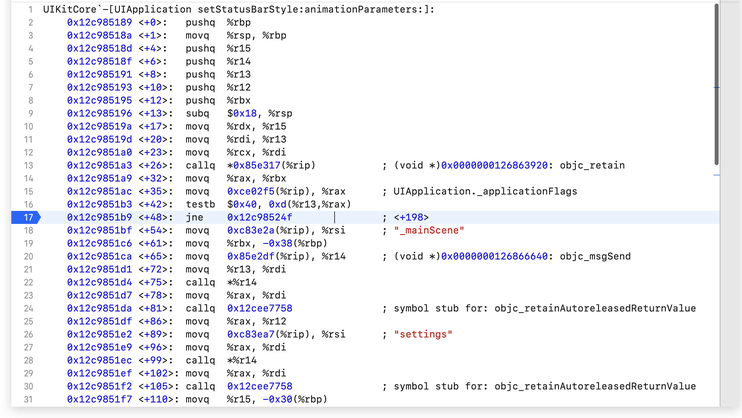 1 UIKitCore`-[UIApplication setStatusBarStyle:animationParameters:]:
2 0x12c985189 <+0>: pushq %rbp
3 0x12c98518a <+1>: movq %rsp, %rbp
4 0x12c98518d <+4>: pushq %r15
5 0x12c98518f <+6>: pushq %r14
6 0x12c985191 <+8>: pushq %r13
7 0x12c985193 <+10>: pushq %r12
8 0x12c985195 <+12>: pushq %rbx
9 0x12c985196 <+13>: subq $0x18, %rsp
10 0x12c98519a <+17>: movq %rdx, %r15
11 0x12c98519d <+20>: movq %rdi, %r13
12 0x12c9851a0 <+23>: movq %rcx, %rdi
13 0x12c9851a3 <+26>: callq *0x85e317(%rip) ; (void *)0x0000000126863920: objc_retain
14 0x12c9851a9 <+32>: movq %rax, %rbx
15 0x12c9851ac <+35>: movq 0xce02f5(%rip), %rax ; UIApplication._applicationFlags
16 0x12c9851b3 <+42>: testb $0x40, 0xd(%r13,%rax)
17 0x12c9851b9 <+48>: jne 0x12c98524f ; <+198>
18 0x12c9851bf <+54>: movq 0xc83e2a(%rip), %rsi ; "_mainScene"
19 0x12c9851c6 <+61>: movq %rbx, -0x38(%rbp)
20 0x12c9851ca <+65>: movq 0x85e2df(%rip), %r14 ; (void *)0x0000000126866640: objc_msgSend
21 0x12c9851d1 <+72>: movq %r13, %rdi
22 0x12c9851d4 <+75>: callq *%r14
23 0x12c9851d7 <+78>: movq %rax, %rdi
24 0x12c9851da <+81>: callq 0x12cee7758 ; symbol stub for: objc_retainAutoreleasedReturnValue
25 0x12c9851df <+86>: movq %rax, %r12
26 0x12c9851e2 <+89>: movq 0xc83ea7(%rip), %rsi ; "settings"
27 0x12c9851e9 <+96>: movq %rax, %rdi
28 0x12c9851ec <+99>: callq *%r14
29 0x12c9851ef <+102>: movq %rax, %rdi
30 0x12c9851f2 <+105>: callq 0x12cee7758 ; symbol stub for: objc_retainAutoreleasedReturnValue
31 0x12c9851f7 <+110>: movq %r15, -0x30(%rbp)